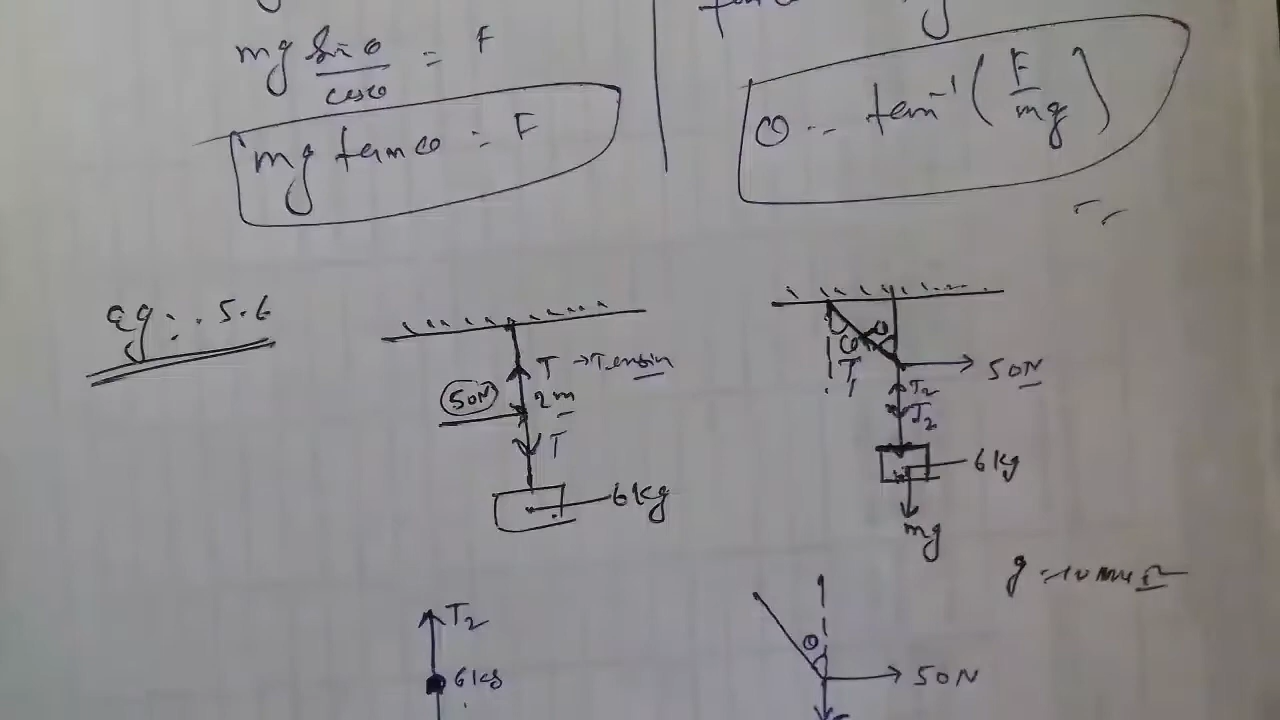 mg sinθ/cosθ = F
mg tanθ = F
θ = tan⁻¹ (F/mg)
eg: 5.6
T → Tension
50N
2m
T
6kg
θ
θ
T₁
50N
T₂
T₂
6kg
mg
T₂
6kg
θ
50N